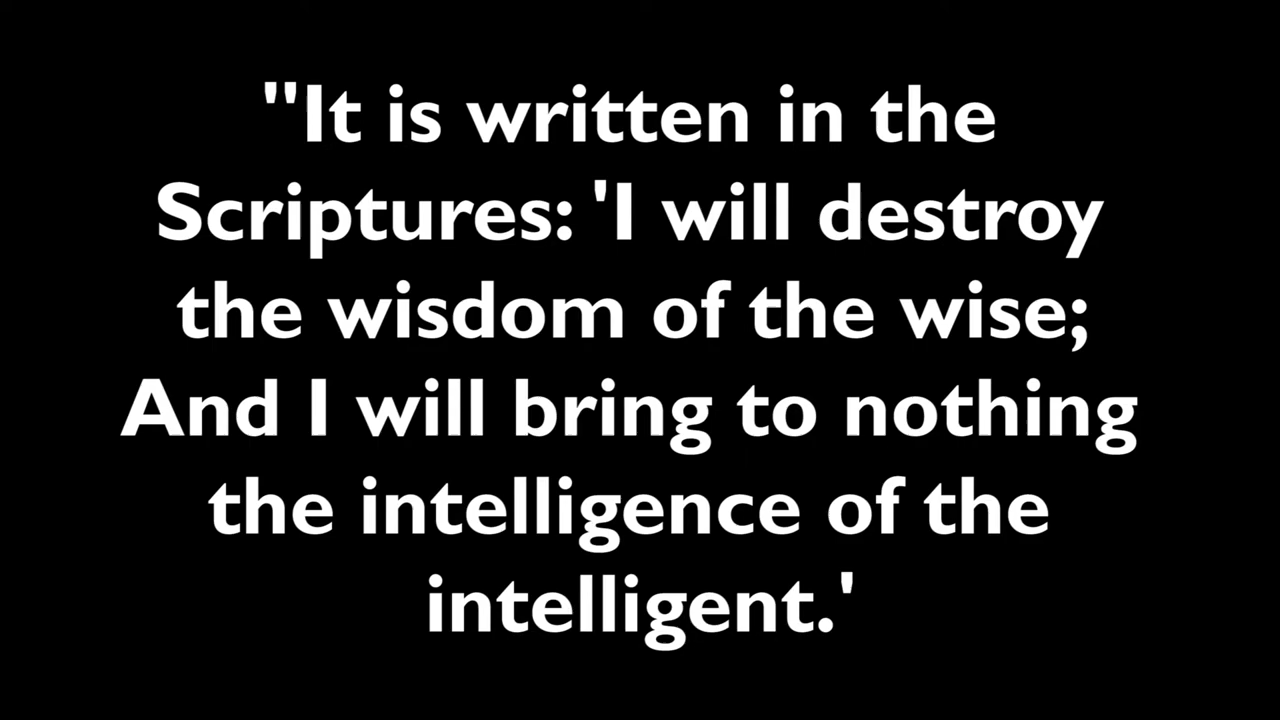 "It is written in the
Scriptures: 'I will destroy
the wisdom of the wise;
And I will bring to nothing
the intelligence of the
intelligent.'